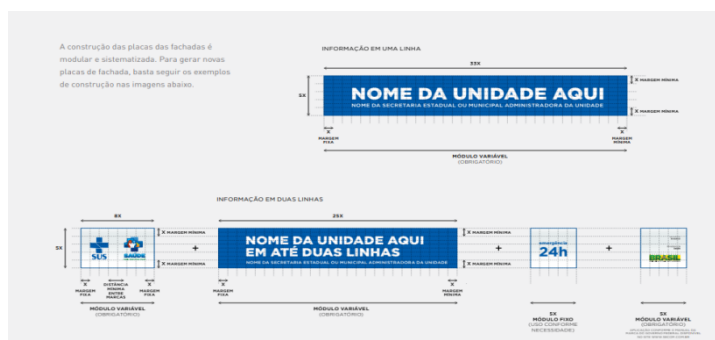 A construção das placas das fachadas é
modular e sistematizada. Para gerar novas
placas de fachada, basta seguir os exemplos
de construção nas imagens abaixo.
INFORMAÇÃO EM UMA LINHA
33X
5X
NOME DA UNIDADE AQUI
NOME DA SECRETARIA ESTADUAL OU MUNICIPAL ADMINISTRADORA DA UNIDADE
X MARGEM MÍNIMA
X MARGEM MÍNIMA
X
MARGEM
FIXA
X
MARGEM
MÍNIMA
MÓDULO VARIÁVEL
(OBRIGATÓRIO)
INFORMAÇÃO EM DUAS LINHAS
8X
5X
SUS
SAÚDE
X MARGEM MÍNIMA
X MARGEM MÍNIMA
X
MARGEM
FIXA
DISTÂNCIA
MÍNIMA
ENTRE
MARCAS
X
MARGEM
FIXA
MÓDULO VARIÁVEL
(OBRIGATÓRIO)
+
25X
NOME DA UNIDADE AQUI
EM ATÉ DUAS LINHAS
NOME DA SECRETARIA ESTADUAL OU MUNICIPAL ADMINISTRADORA DA UNIDADE
X MARGEM MÍNIMA
X MARGEM MÍNIMA
X
MARGEM
FIXA
X
MARGEM
MÍNIMA
MÓDULO VARIÁVEL
(OBRIGATÓRIO)
+
emergência
24h
5X
MÓDULO FIXO
(USO CONFORME
NECESSIDADE)
+
BRASIL
5X
MÓDULO VARIÁVEL
(OBRIGATÓRIO)